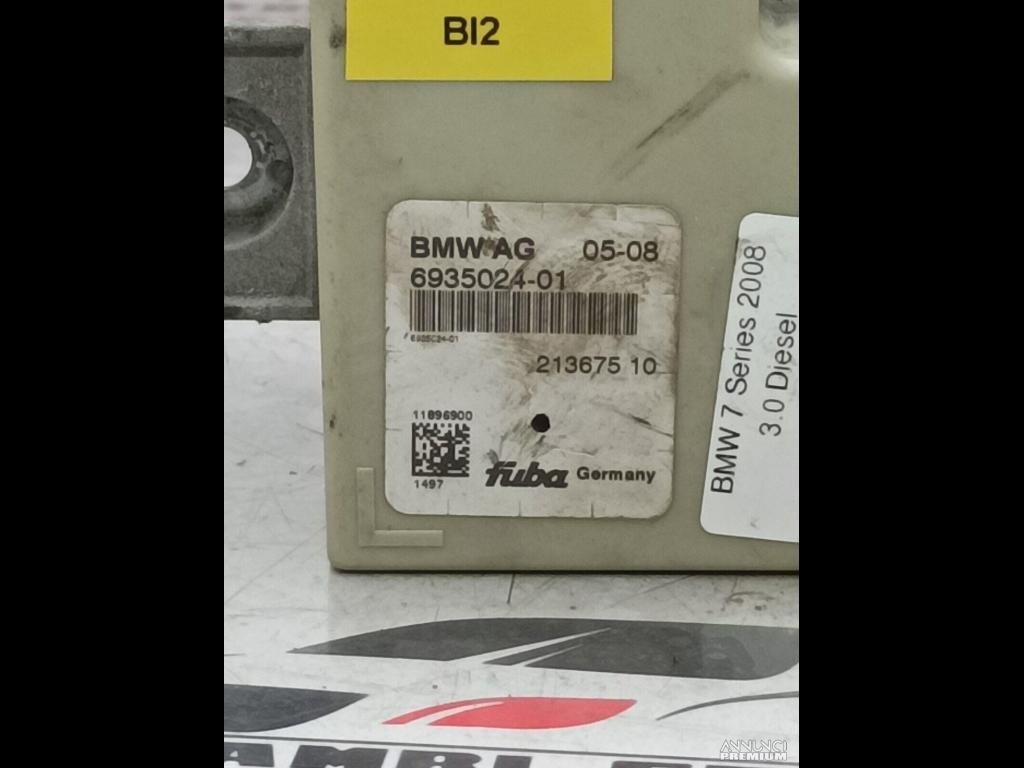 BI2
BMW AG 05-08
6935024-01
6935024-01
213675 10
11896900
1497
fuba Germany
BMW 7 Series 2008
3.0 Diesel
ANNUNCI
PREMIUM